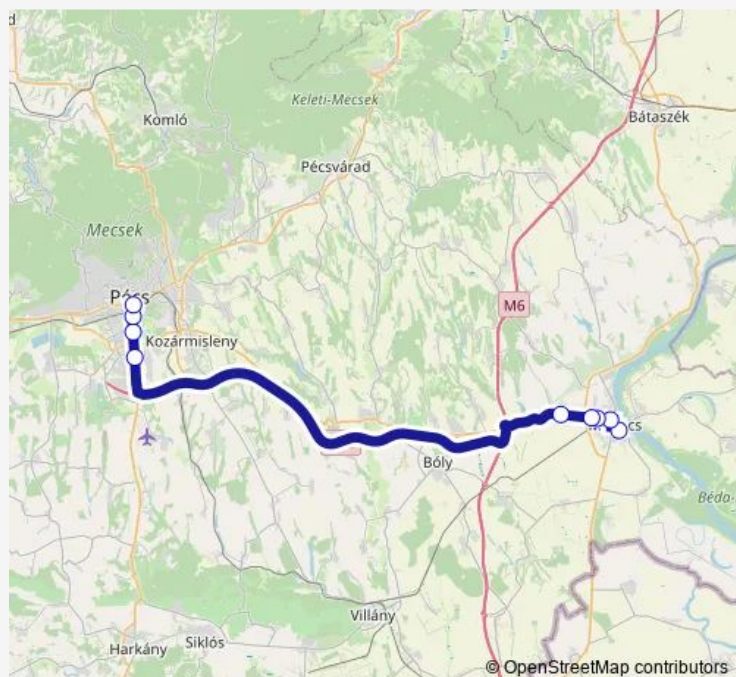 Komló
Keleti-Mecsek
Bátaszék
Pécsvárad
Mecsek
Pécs
M6
Kozármisleny
Bóly
Béda-
Villány
Harkány
Siklós
© OpenStreetMap contributors